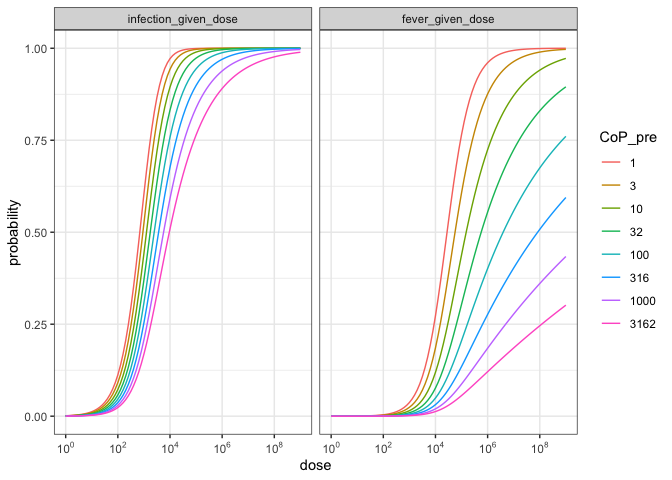 infection_given_dose
fever_given_dose
1.00
0.75
0.50
0.25
0.00
probability
10^0 10^2 10^4 10^6 10^8
10^0 10^2 10^4 10^6 10^8
dose
CoP_pre
1
3
10
32
100
316
1000
3162